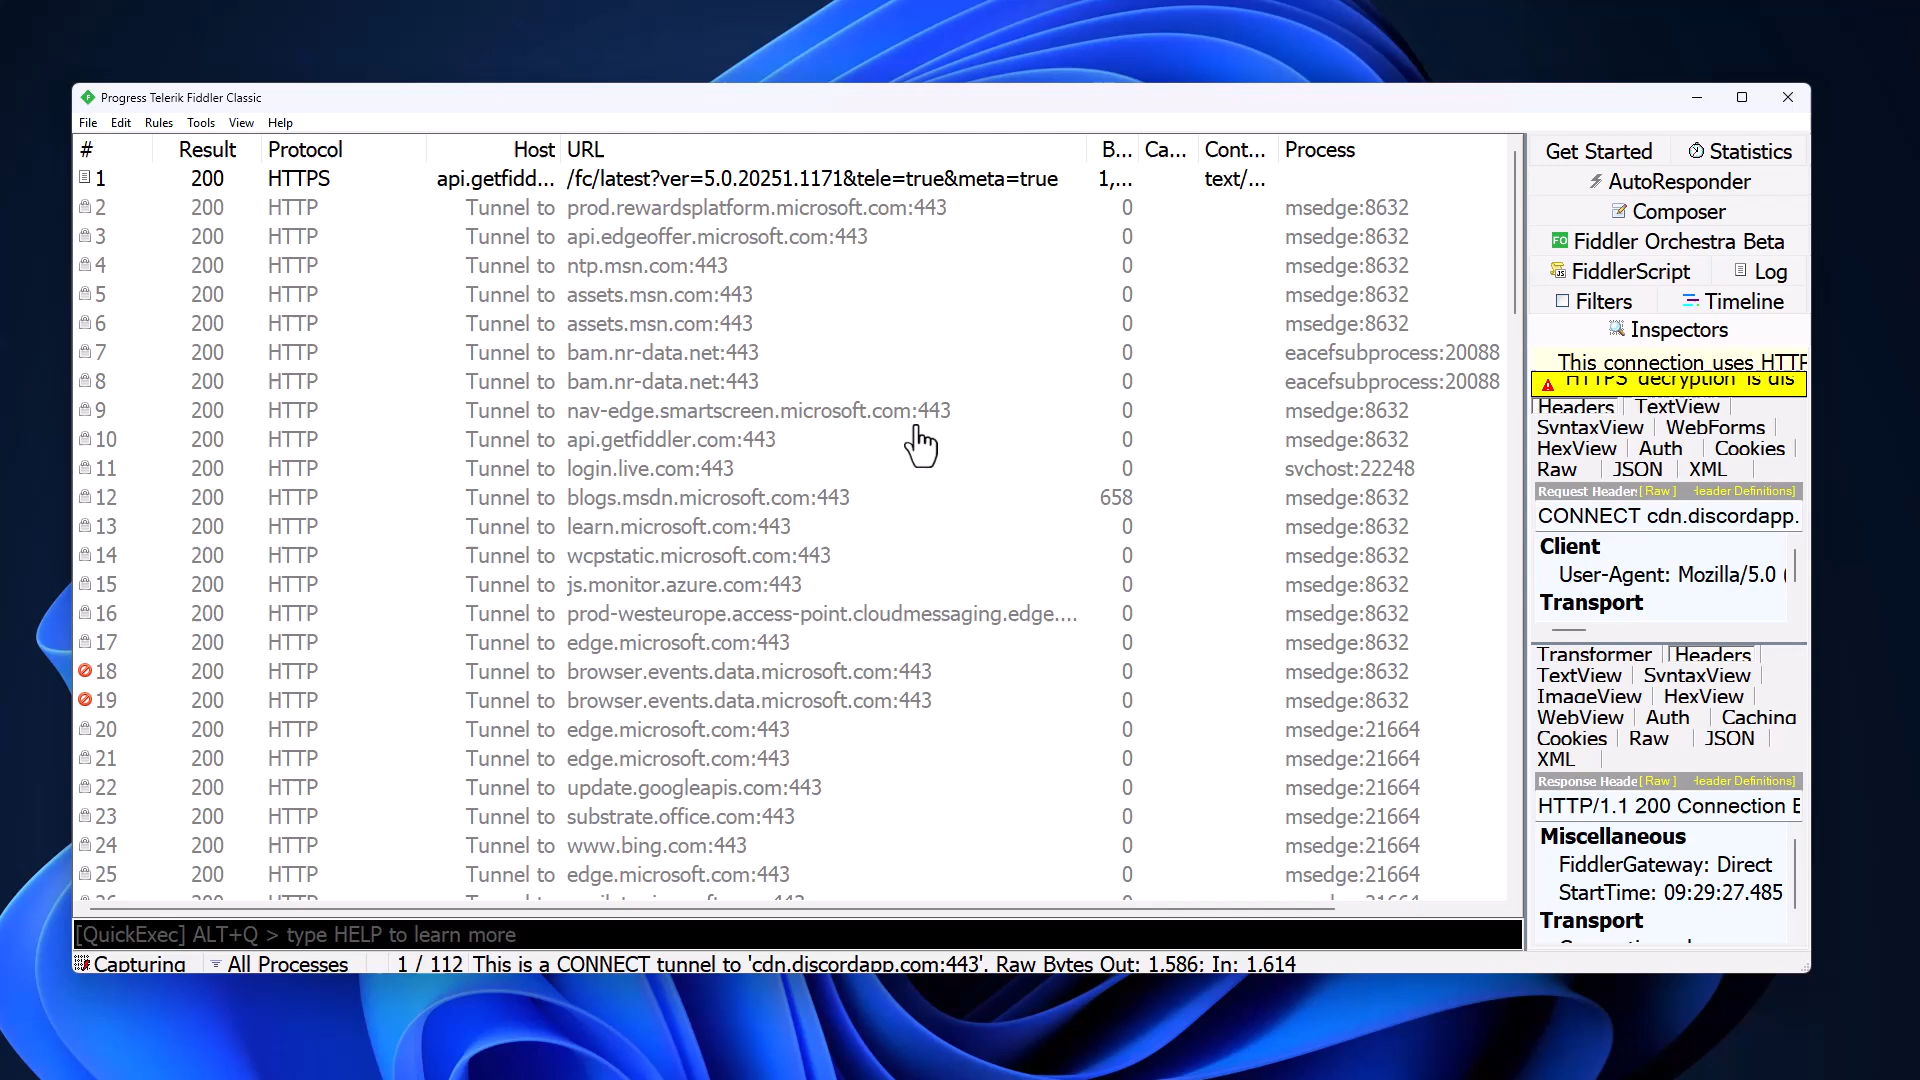 Progress Telerik Fiddler Classic
File Edit Rules Tools View Help
# Result Protocol Host URL B... Ca... Cont... Process
1 200 HTTPS api.getfidd... /fc/latest?ver=5.0.20251.1171&tele=true&meta=true 1,... text/...
2 200 HTTP Tunnel to prod.rewardsplatform.microsoft.com:443 0 msedge:8632
3 200 HTTP Tunnel to api.edgeoffer.microsoft.com:443 0 msedge:8632
4 200 HTTP Tunnel to ntp.msn.com:443 0 msedge:8632
5 200 HTTP Tunnel to assets.msn.com:443 0 msedge:8632
6 200 HTTP Tunnel to assets.msn.com:443 0 msedge:8632
7 200 HTTP Tunnel to bam.nr-data.net:443 0 eacefsubprocess:20088
8 200 HTTP Tunnel to bam.nr-data.net:443 0 eacefsubprocess:20088
9 200 HTTP Tunnel to nav-edge.smartscreen.microsoft.com:443 0 msedge:8632
10 200 HTTP Tunnel to api.getfiddler.com:443 0 msedge:8632
11 200 HTTP Tunnel to login.live.com:443 0 svchost:22248
12 200 HTTP Tunnel to blogs.msdn.microsoft.com:443 658 msedge:8632
13 200 HTTP Tunnel to learn.microsoft.com:443 0 msedge:8632
14 200 HTTP Tunnel to wcpstatic.microsoft.com:443 0 msedge:8632
15 200 HTTP Tunnel to js.monitor.azure.com:443 0 msedge:8632
16 200 HTTP Tunnel to prod-westeurope.access-point.cloudmessaging.edge.... 0 msedge:8632
17 200 HTTP Tunnel to edge.microsoft.com:443 0 msedge:8632
18 200 HTTP Tunnel to browser.events.data.microsoft.com:443 0 msedge:8632
19 200 HTTP Tunnel to browser.events.data.microsoft.com:443 0 msedge:8632
20 200 HTTP Tunnel to edge.microsoft.com:443 0 msedge:21664
21 200 HTTP Tunnel to edge.microsoft.com:443 0 msedge:21664
22 200 HTTP Tunnel to update.googleapis.com:443 0 msedge:21664
23 200 HTTP Tunnel to substrate.office.com:443 0 msedge:21664
24 200 HTTP Tunnel to www.bing.com:443 0 msedge:21664
25 200 HTTP Tunnel to edge.microsoft.com:443 0 msedge:21664
[QuickExec] ALT+Q > type HELP to learn more
Capturing All Processes 1 / 112 This is a CONNECT tunnel to 'cdn.discordapp.com:443'. Raw Bytes Out: 1,586; In: 1,614
Get Started Statistics
AutoResponder
Composer
FO Fiddler Orchestra Beta
FiddlerScript Log
Filters Timeline
Inspectors
This connection uses HTTP
HTTPS decryption is dis
Headers TextView
SyntaxView WebForms
HexView Auth Cookies
Raw JSON XML
Request Header [ Raw ] Header Definitions]
CONNECT cdn.discordapp.
Client
User-Agent: Mozilla/5.0 (
Transport
Transformer Headers
TextView SyntaxView
ImageView HexView
WebView Auth Caching
Cookies Raw JSON
XML
Response Heade [ Raw ] Header Definitions]
HTTP/1.1 200 Connection E
Miscellaneous
FiddlerGateway: Direct
StartTime: 09:29:27.485
Transport